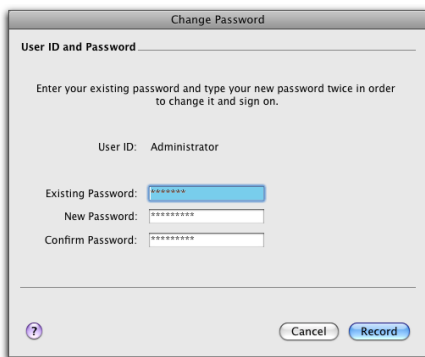 Change Password
User ID and Password
Enter your existing password and type your new password twice in order
to change it and sign on.
User ID: Administrator
Existing Password: *******
New Password: *********
Confirm Password: *********
? Cancel Record